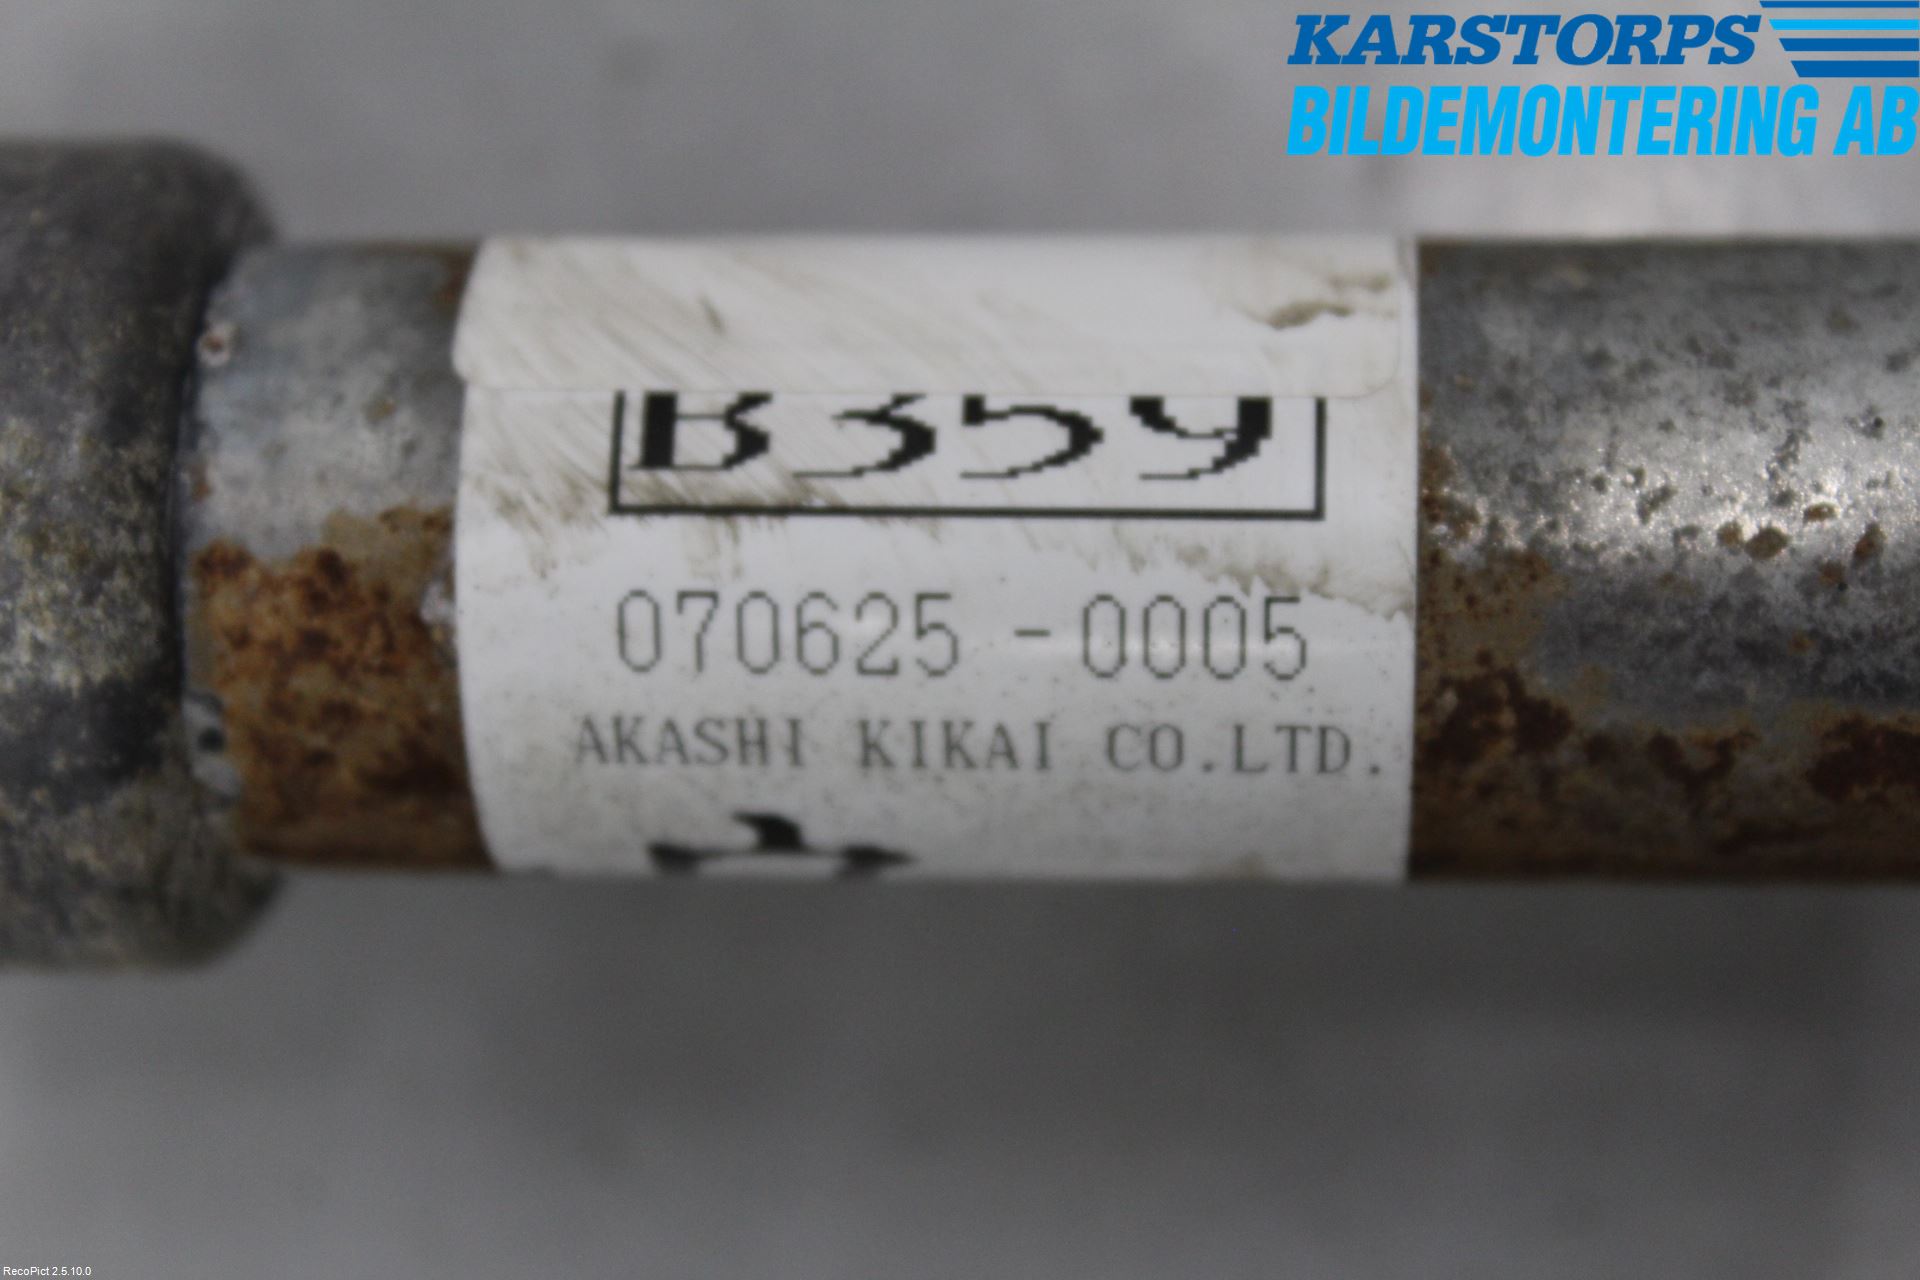 KARSTORPS
BILDEMONTERING AB
B359
070625-0005
AKASHI KIKAI CO.LTD.
RecoPict 2.5.10.0